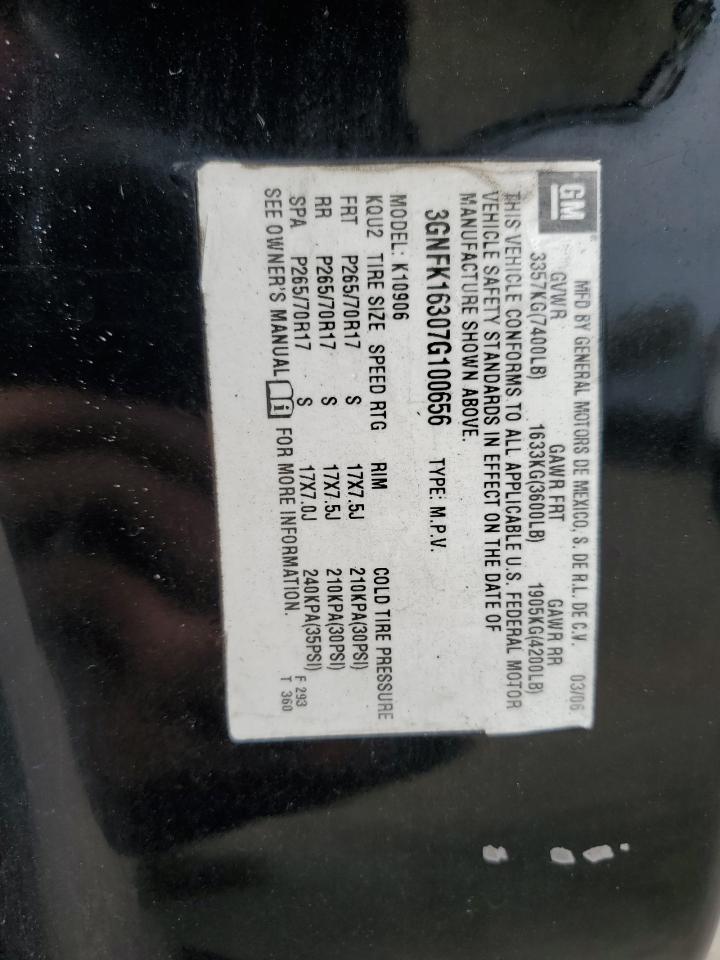 GM
MFD BY GENERAL MOTORS DE MEXICO, S. DE R.L. DE C.V. 03/06
GVWR GAWR FRT GAWR RR
3357KG(7400LB) 1633KG(3600LB) 1905KG(4200LB)
THIS VEHICLE CONFORMS TO ALL APPLICABLE U.S. FEDERAL MOTOR
VEHICLE SAFETY STANDARDS IN EFFECT ON THE DATE OF
MANUFACTURE SHOWN ABOVE.
3GNFK16307G100656 TYPE: M.P.V.
MODEL: K10906
KQU2 TIRE SIZE SPEED RTG RIM COLD TIRE PRESSURE
FRT P265/70R17 S 17X7.5J 210KPA(30PSI)
RR P265/70R17 S 17X7.5J 210KPA(30PSI)
SPA P265/70R17 S 17X7.0J 240KPA(35PSI)
SEE OWNER'S MANUAL FOR MORE INFORMATION.
F 293
T 360